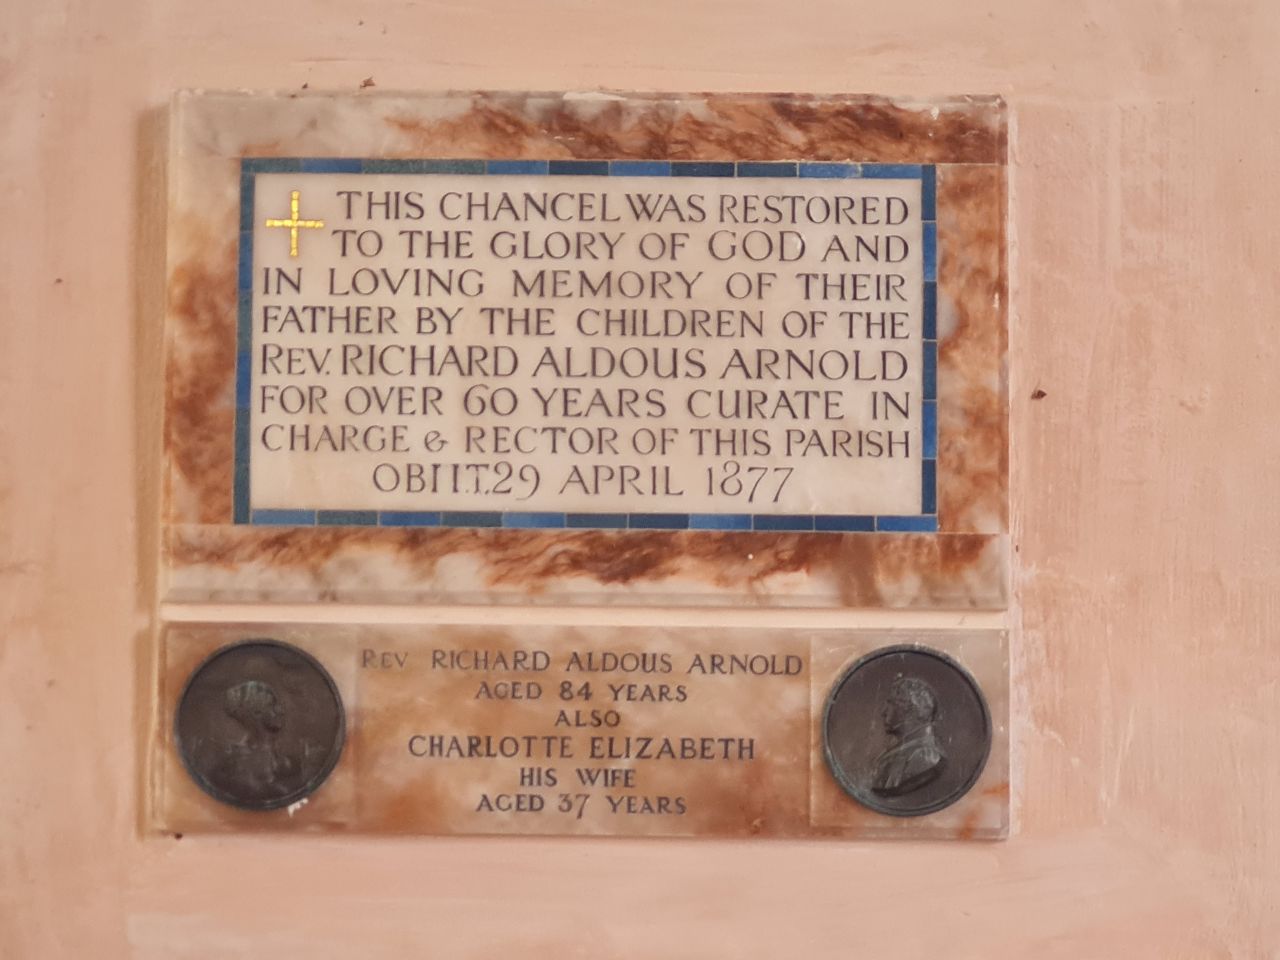 THIS CHANCEL WAS RESTORED
TO THE GLORY OF GOD AND
IN LOVING MEMORY OF THEIR
FATHER BY THE CHILDREN OF THE
REV. RICHARD ALDOUS ARNOLD
FOR OVER 60 YEARS CURATE IN
CHARGE & RECTOR OF THIS PARISH
OBIIT. 29 APRIL 1877
REV RICHARD ALDOUS ARNOLD
AGED 84 YEARS
ALSO
CHARLOTTE ELIZABETH
HIS WIFE
AGED 37 YEARS